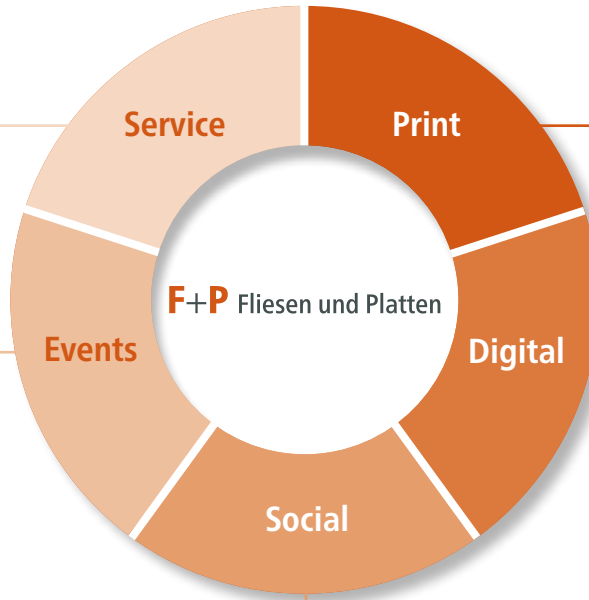 Service
Print
F+P Fliesen und Platten
Events
Digital
Social